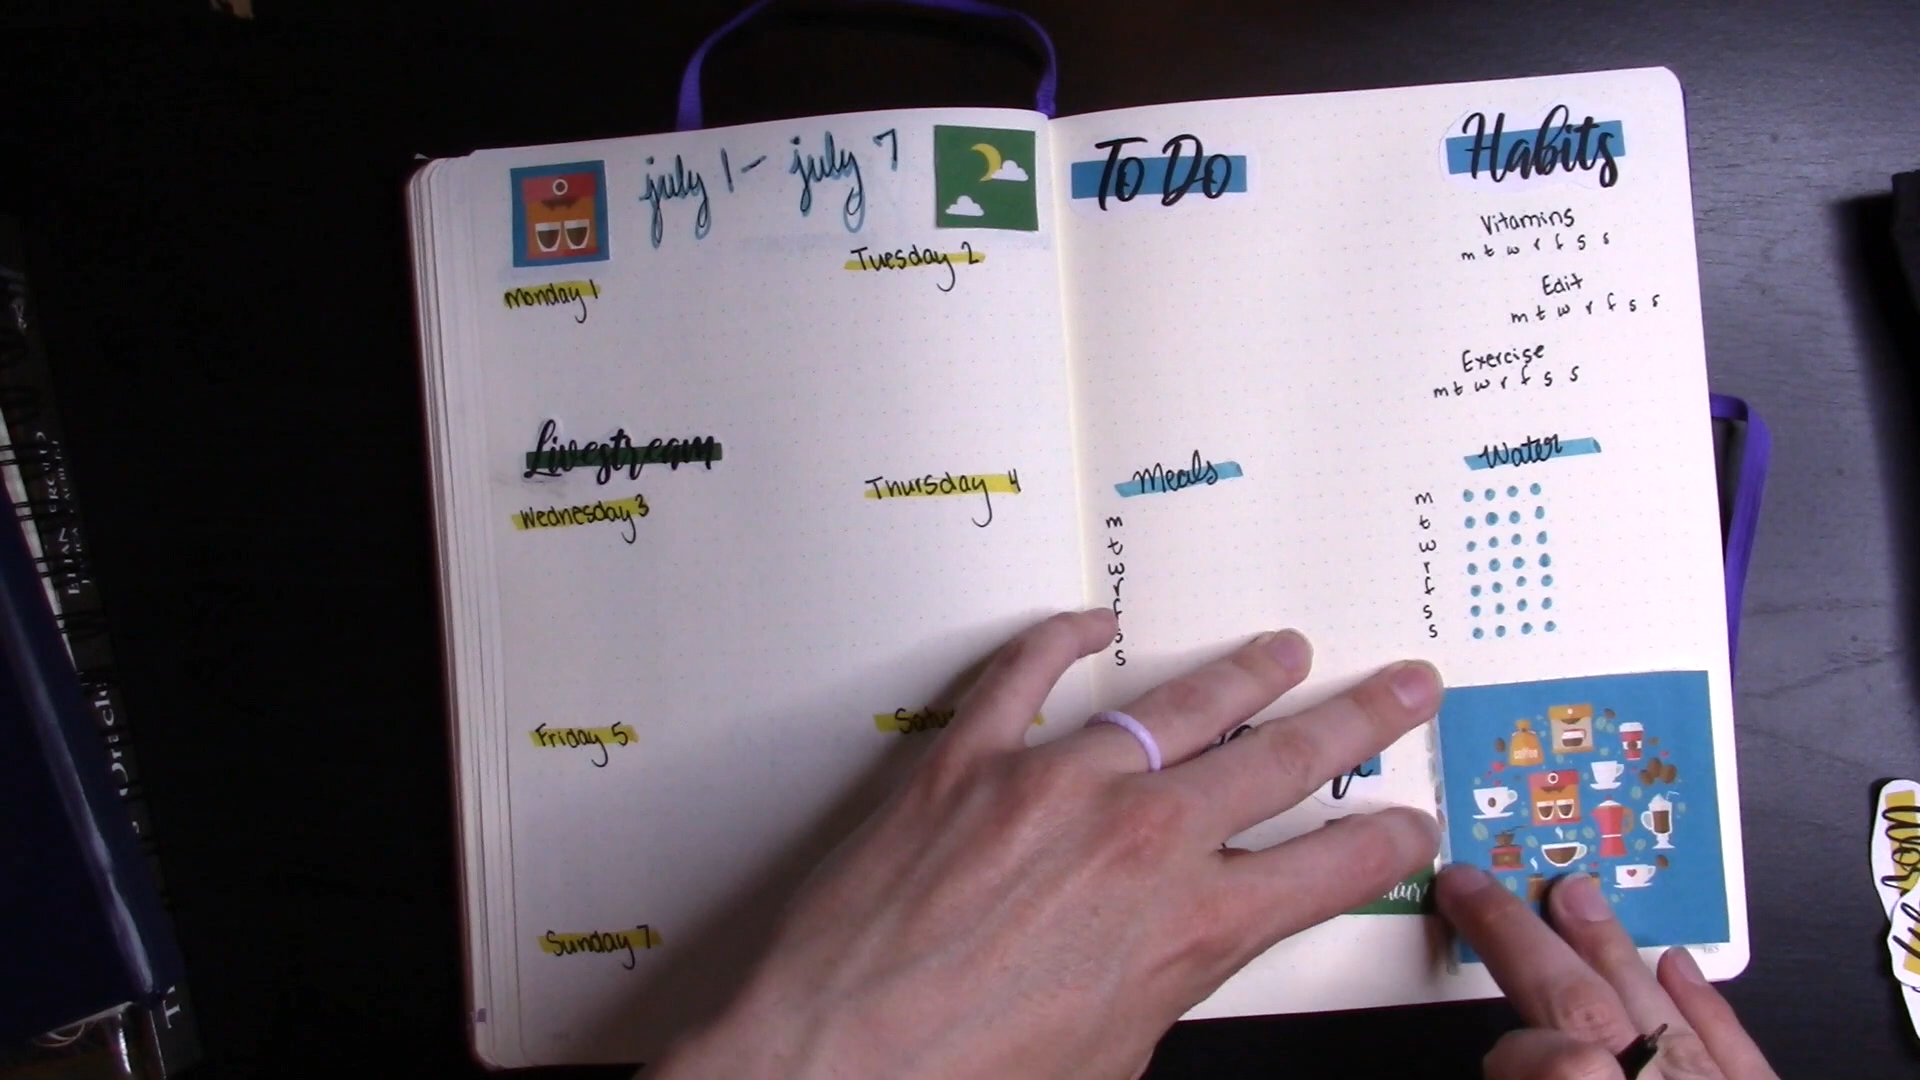 july 1 - july 7
Monday 1
Tuesday 2
Livestream
Wednesday 3
Thursday 4
Friday 5
Sunday 7
To Do
Habits
Vitamins
m t w r f s s
Edit
m t w r f s s
Exercise
m t w r f s s
Meals
m
t
w
r
f
s
s
Water
m
t
w
r
f
s
s
coffee